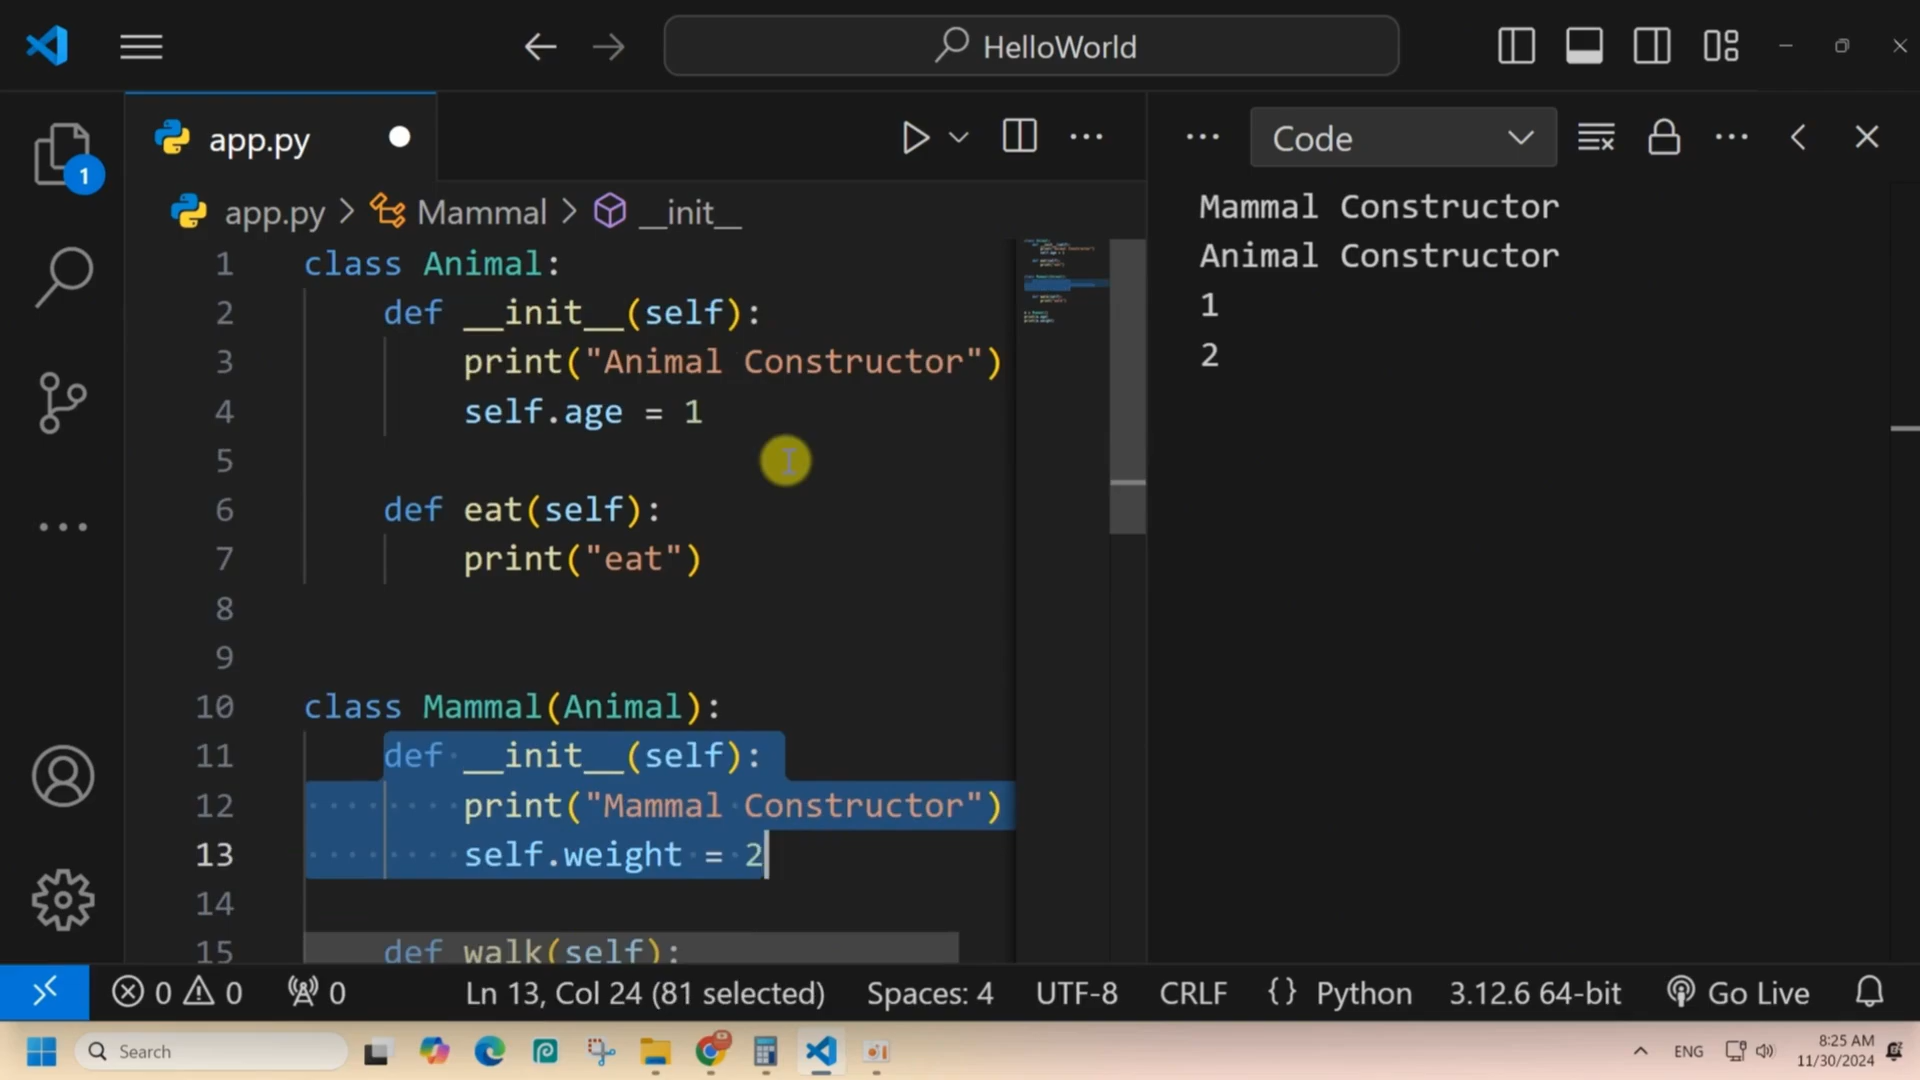 HelloWorld
app.py
Code
1
app.py > Mammal > __init__
1 class Animal:
2 def __init__(self):
3 print("Animal Constructor")
4 self.age = 1
5
6 def eat(self):
7 print("eat")
8
9
10 class Mammal(Animal):
11 def __init__(self):
12 print("Mammal Constructor")
13 self.weight = 2
14
15 def walk(self):
Mammal Constructor
Animal Constructor
1
2
0 0 0 Ln 13, Col 24 (81 selected) Spaces: 4 UTF-8 CRLF {} Python 3.12.6 64-bit Go Live
Search
ENG
8:25 AM
11/30/2024